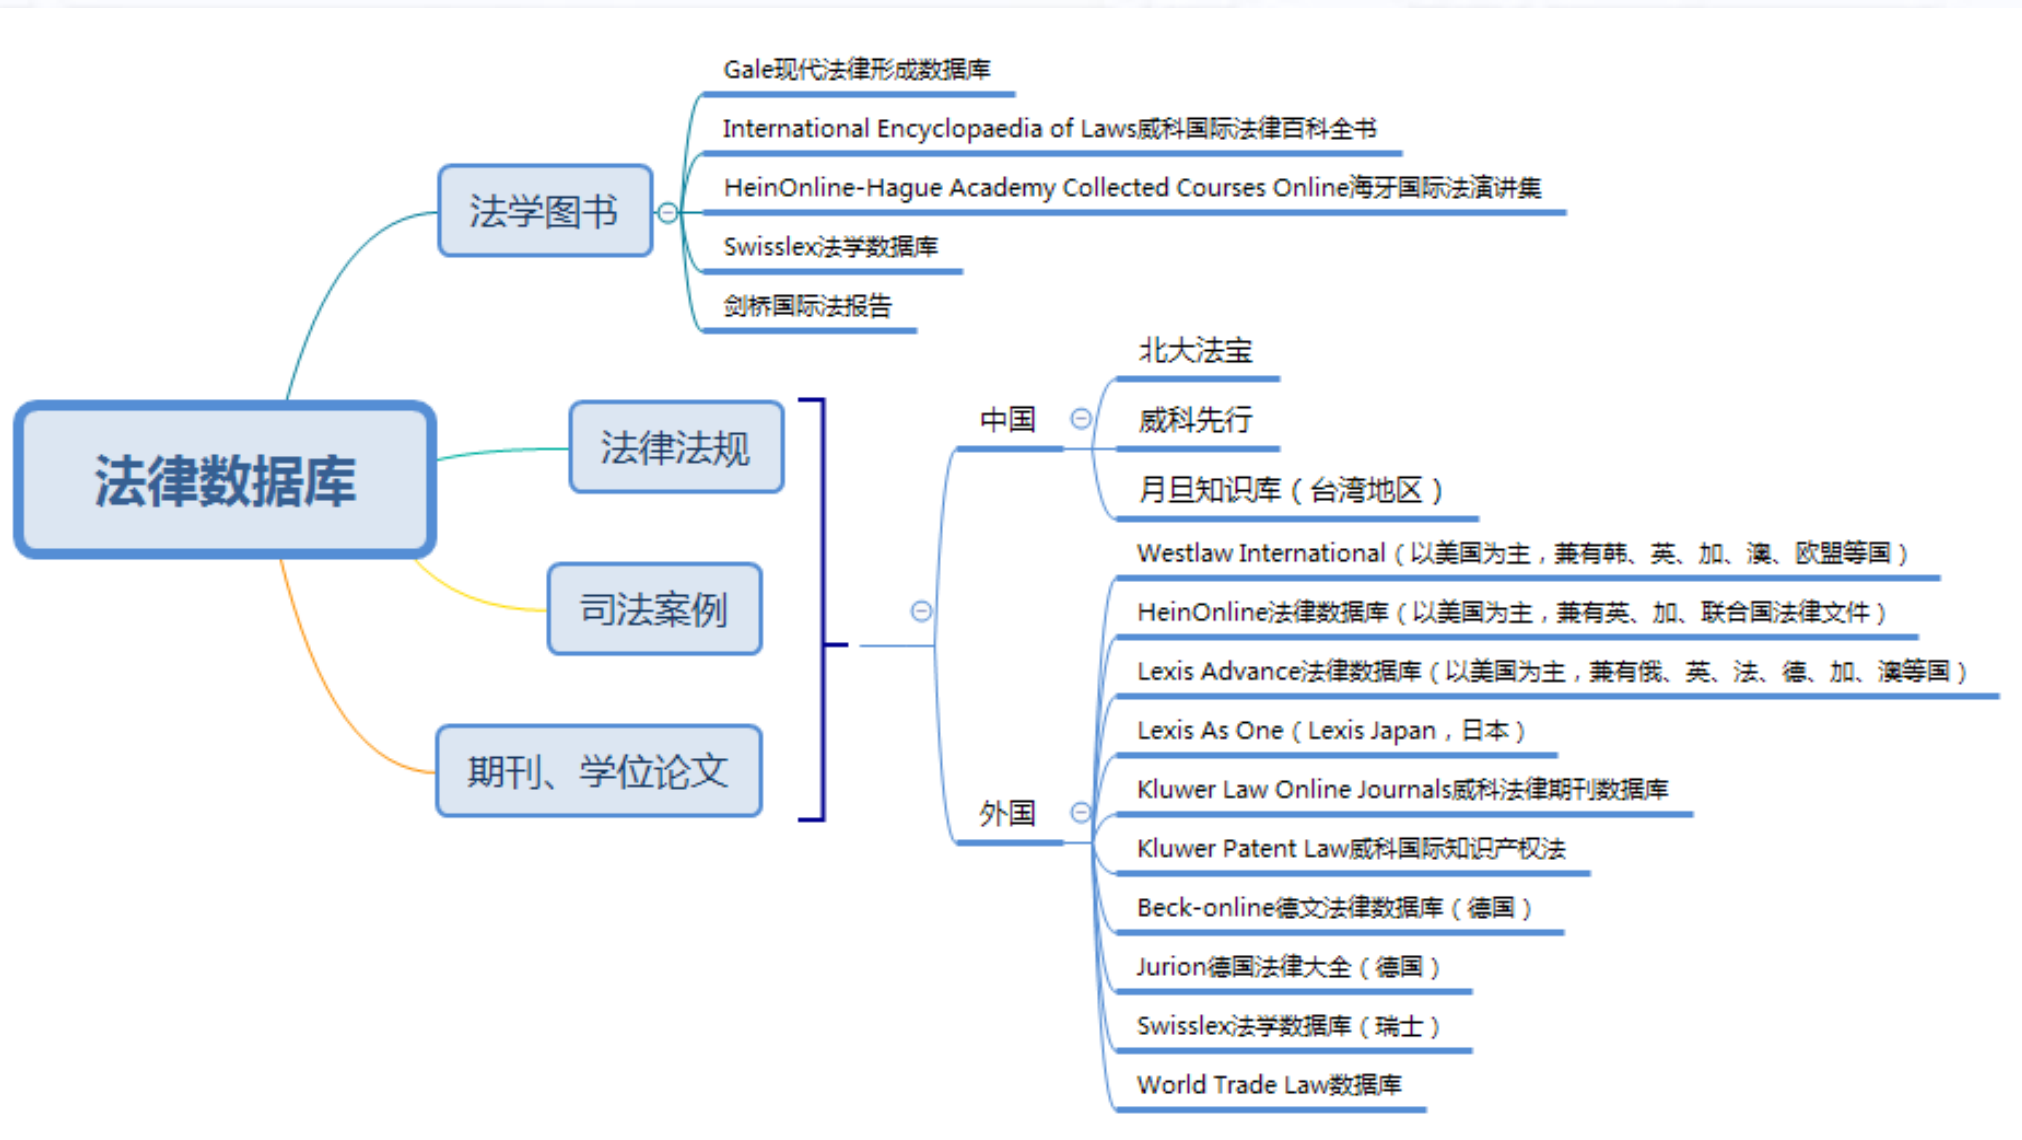 Gale现代法律形成数据库
International Encyclopaedia of Laws威科国际法律百科全书
HeinOnline-Hague Academy Collected Courses Online海牙国际法演讲集
法学图书
Swisslex法学数据库
剑桥国际法报告
法律数据库
法律法规
司法案例
期刊、学位论文
中国
北大法宝
威科先行
月旦知识库（台湾地区）
外国
Westlaw International（以美国为主，兼有韩、英、加、澳、欧盟等国）
HeinOnline法律数据库（以美国为主，兼有英、加、联合国法律文件）
Lexis Advance法律数据库（以美国为主，兼有俄、英、法、德、加、澳等国）
Lexis As One（Lexis Japan，日本）
Kluwer Law Online Journals威科法律期刊数据库
Kluwer Patent Law威科国际知识产权法
Beck-online德文法律数据库（德国）
Jurion德国法律大全（德国）
Swisslex法学数据库（瑞士）
World Trade Law数据库